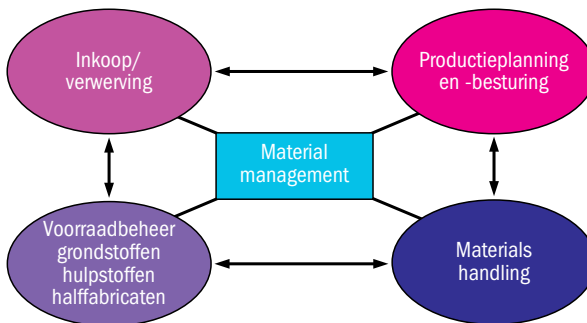 Inkoop/
verwerving
Productieplanning
en -besturing
Material
management
Voorraadbeheer
grondstoffen
hulpstoffen
halffabricaten
Materials
handling